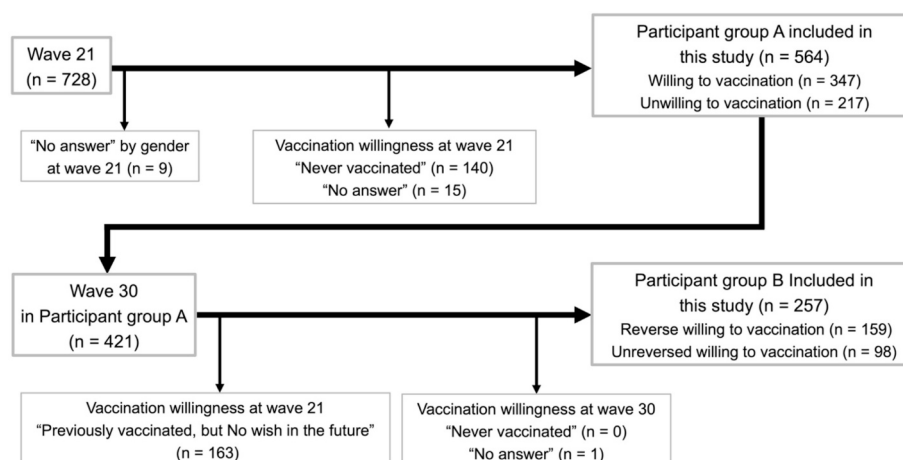 Wave 21
(n = 728)
Participant group A included in
this study (n = 564)
Willing to vaccination (n = 347)
Unwilling to vaccination (n = 217)
“No answer” by gender
at wave 21 (n = 9)
Vaccination willingness at wave 21
“Never vaccinated” (n = 140)
“No answer” (n = 15)
Wave 30
in Participant group A
(n = 421)
Participant group B Included in
this study (n = 257)
Reverse willing to vaccination (n = 159)
Unreversed willing to vaccination (n = 98)
Vaccination willingness at wave 21
“Previously vaccinated, but No wish in the future”
(n = 163)
Vaccination willingness at wave 30
“Never vaccinated” (n = 0)
“No answer” (n = 1)